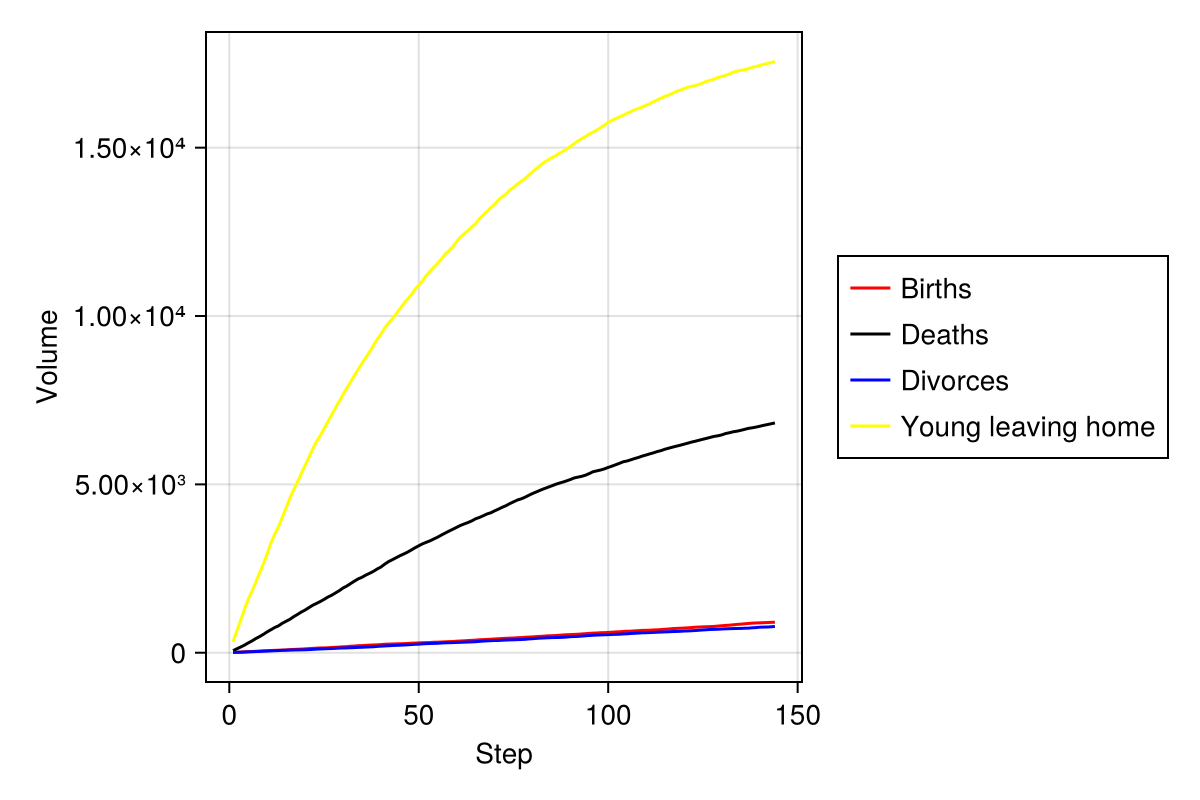 Volume
1.50×10⁴
1.00×10⁴
5.00×10³
0
0 50 100 150
Step
Births
Deaths
Divorces
Young leaving home